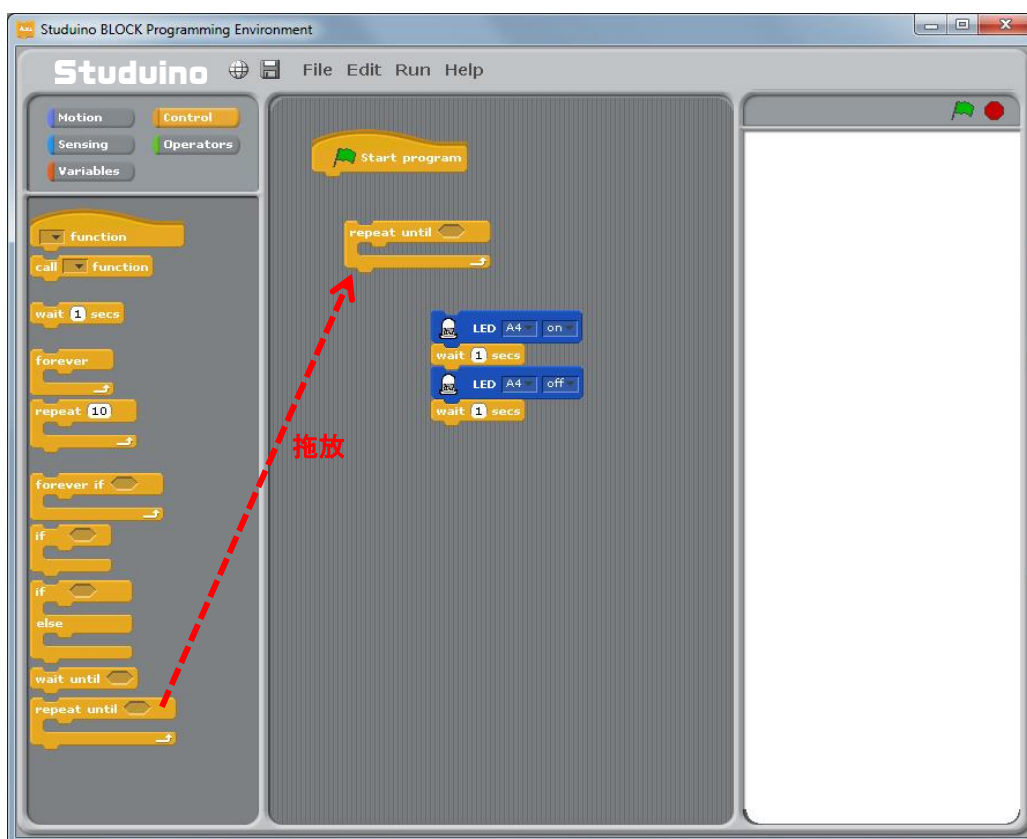 Studuino BLOCK Programming Environment
Studuino File Edit Run Help
Motion Control
Sensing Operators
Variables
function
call function
wait 1 secs
forever
repeat 10
forever if
if
if
else
wait until
repeat until
Start program
repeat until
LED A4 on
wait 1 secs
LED A4 off
wait 1 secs
拖放